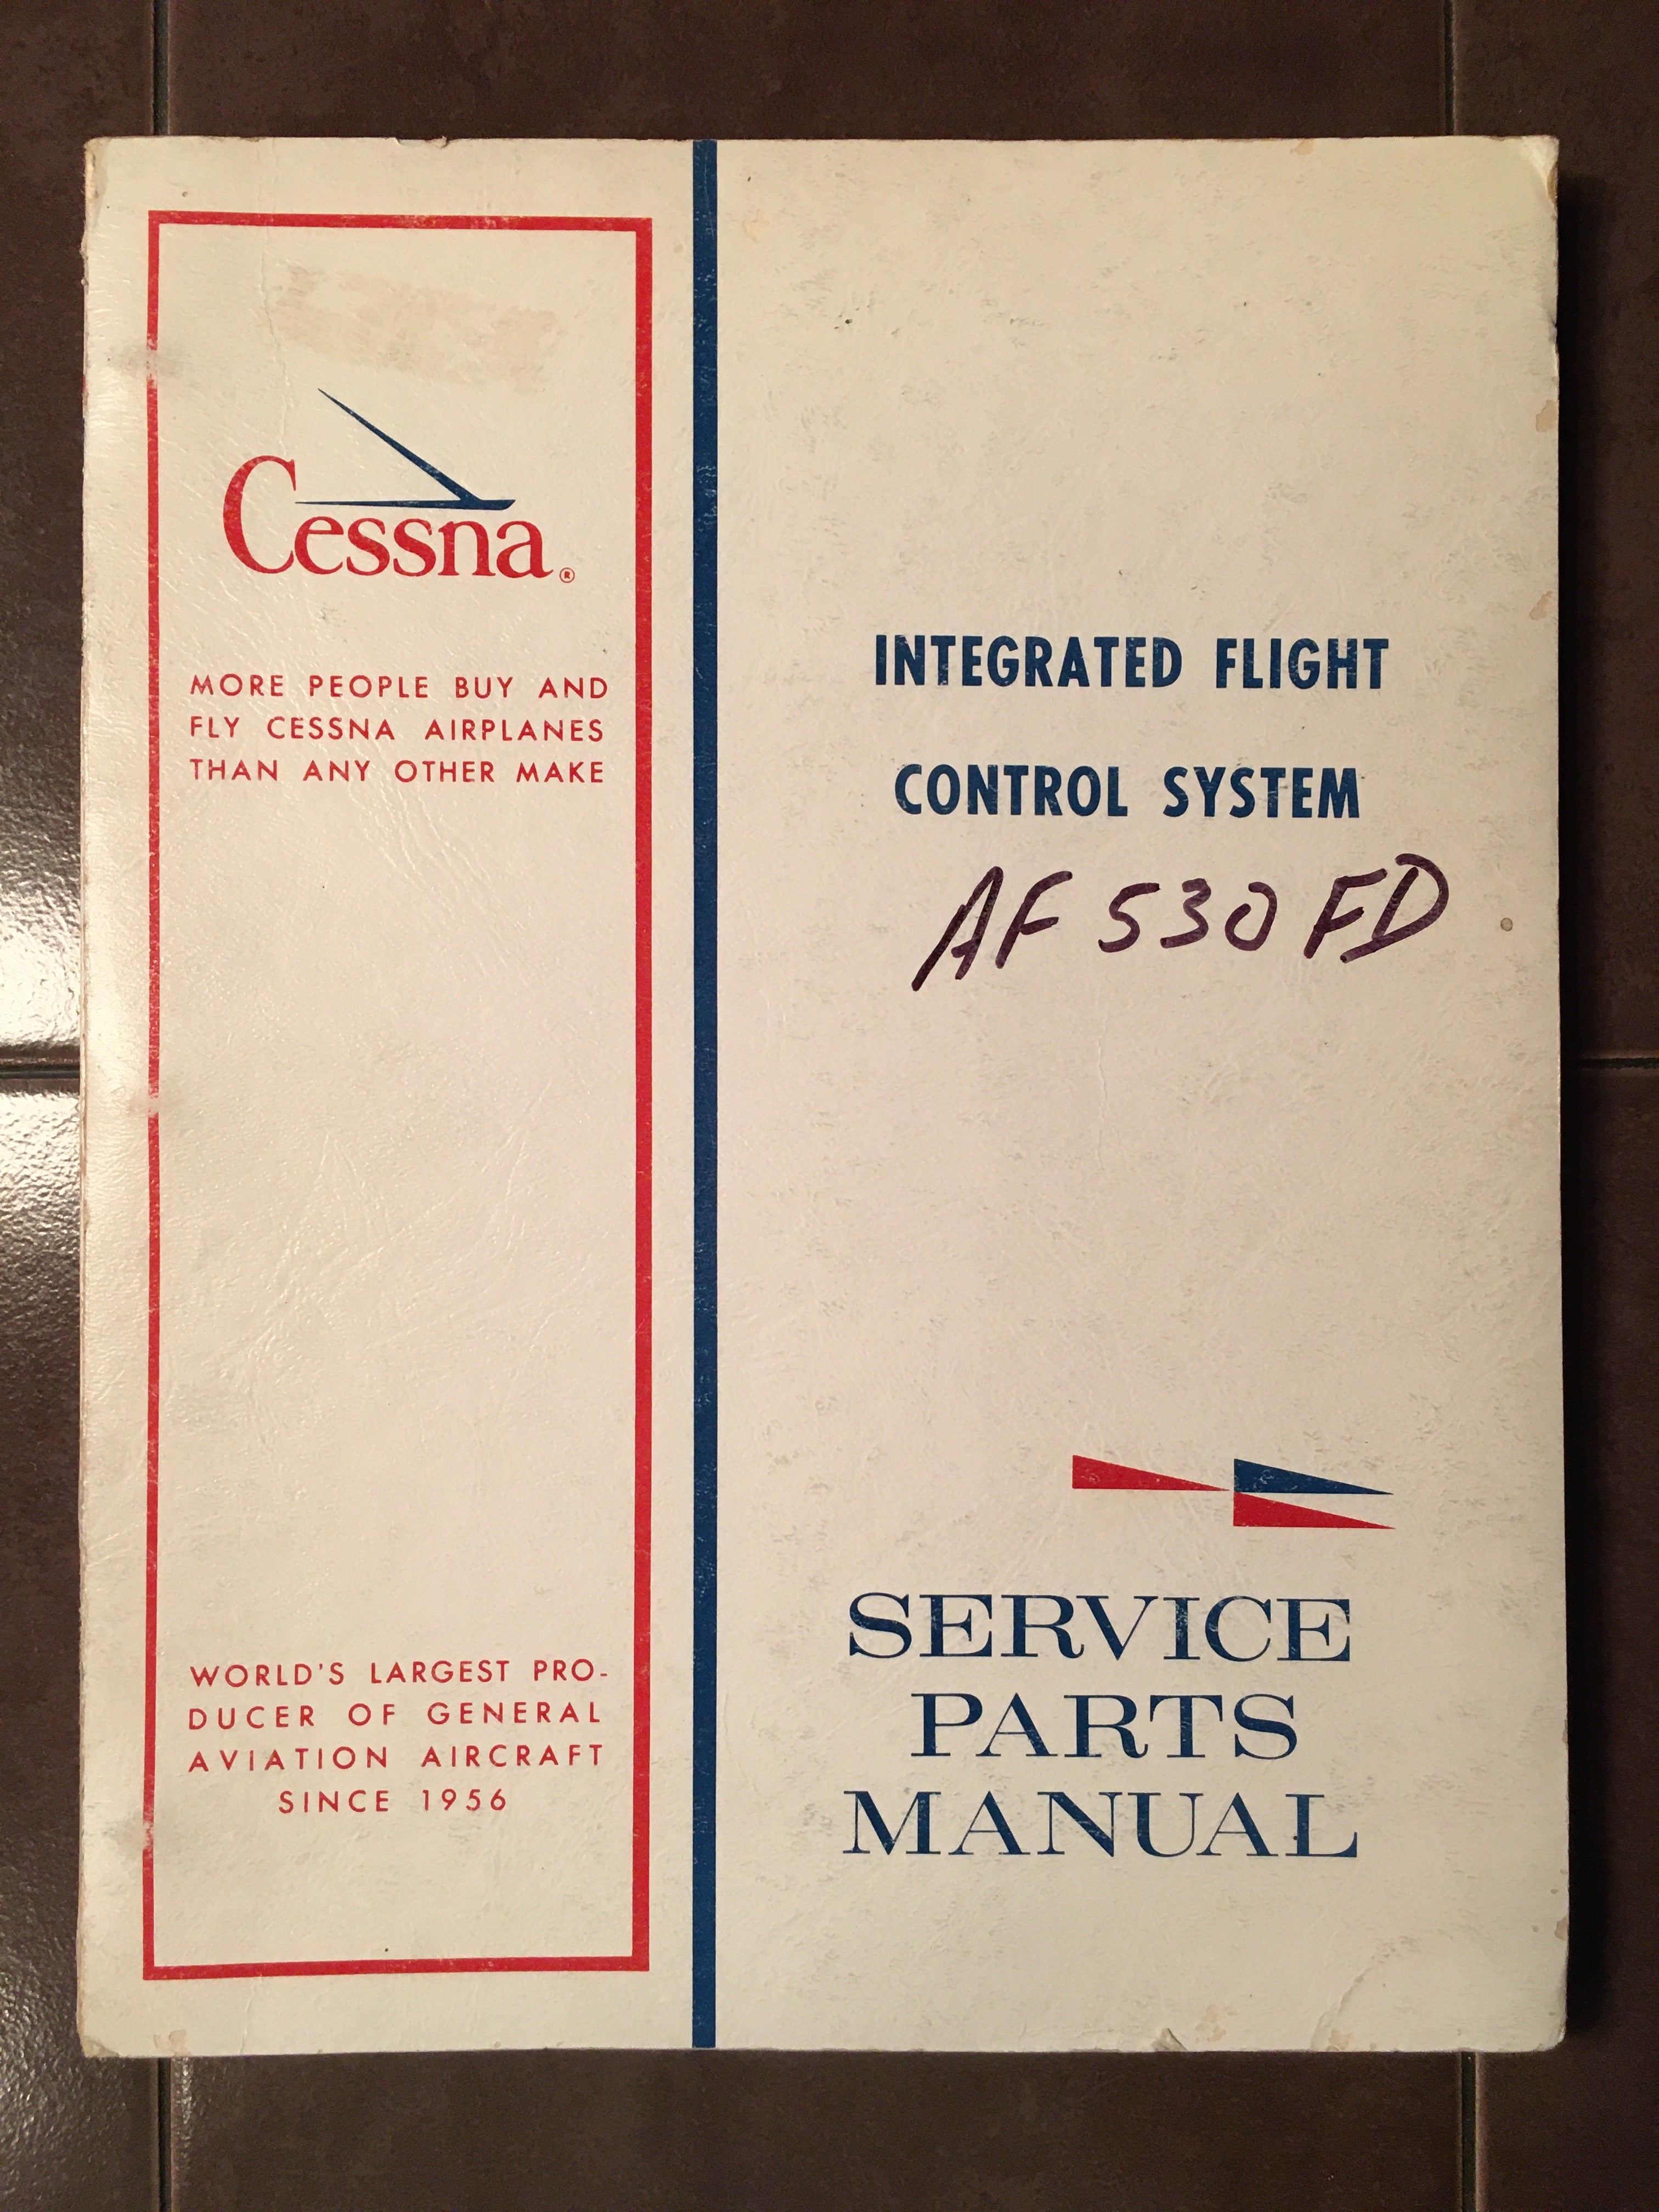 Cessna®
MORE PEOPLE BUY AND
FLY CESSNA AIRPLANES
THAN ANY OTHER MAKE
WORLD'S LARGEST PRO-
DUCER OF GENERAL
AVIATION AIRCRAFT
SINCE 1956
INTEGRATED FLIGHT
CONTROL SYSTEM
AF 530 FD
SERVICE
PARTS
MANUAL